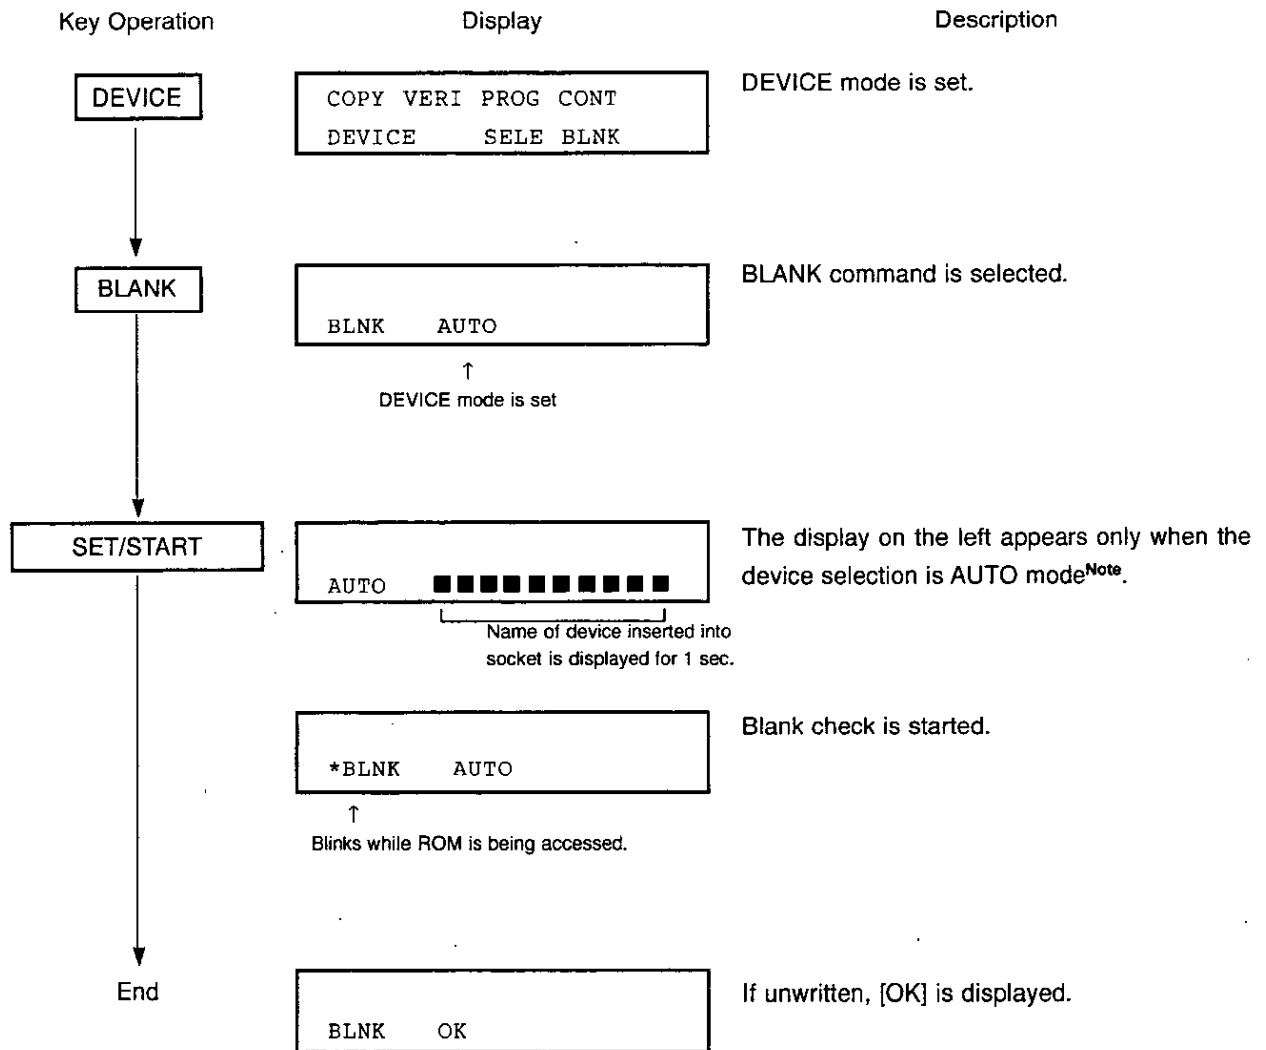 Key Operation Display Description
DEVICE
COPY VERI PROG CONT
DEVICE SELE BLNK
DEVICE mode is set.
BLANK
BLNK AUTO
↑
DEVICE mode is set
BLANK command is selected.
SET/START
AUTO ■■■■■■■■■■
Name of device inserted into
socket is displayed for 1 sec.
The display on the left appears only when the
device selection is AUTO modeNote.
*BLNK AUTO
↑
Blinks while ROM is being accessed.
Blank check is started.
End
BLNK OK
If unwritten, [OK] is displayed.